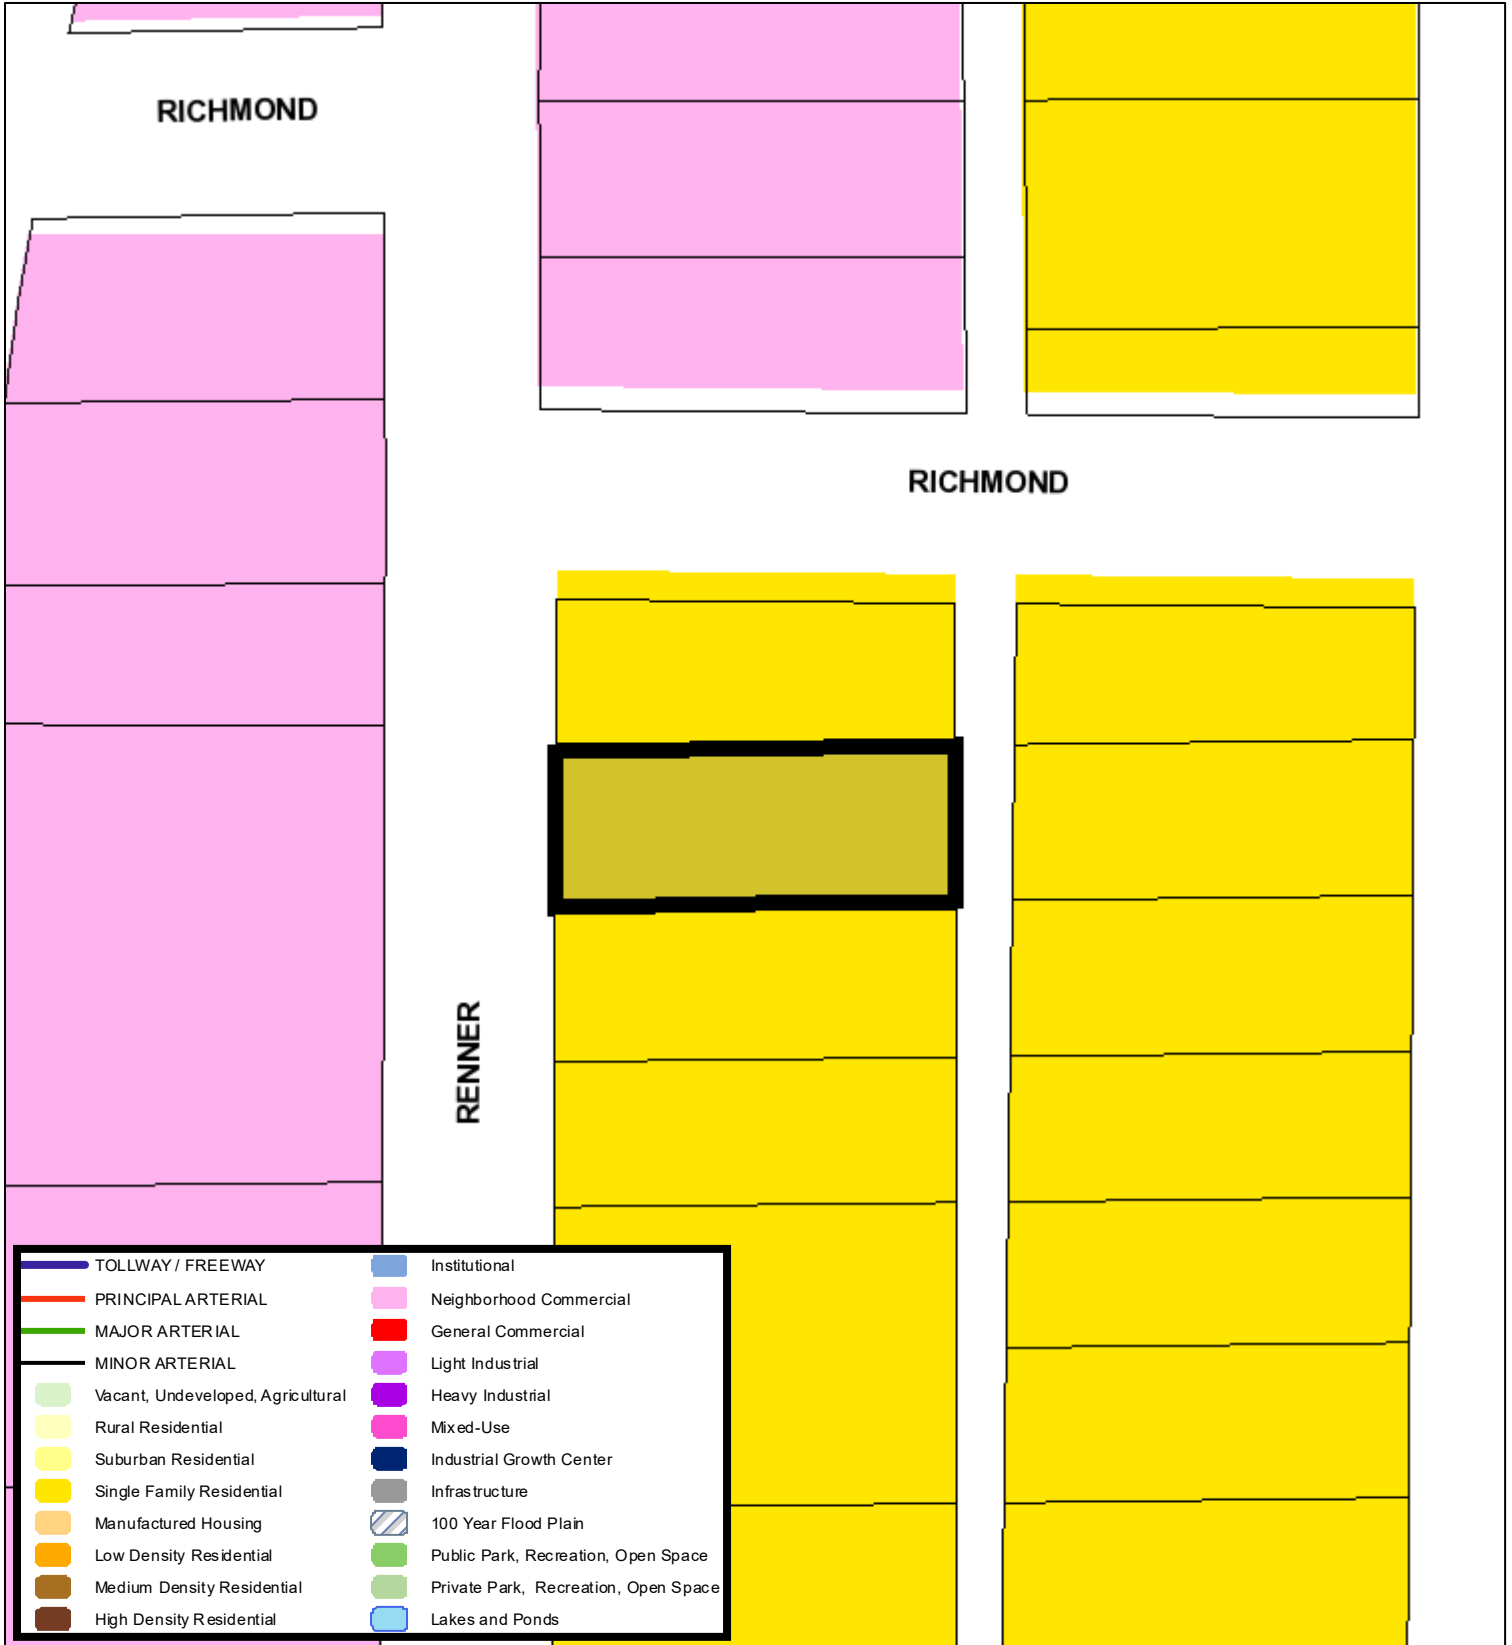 RICHMOND
RICHMOND
RENNER
TOLLWAY / FREEWAY
PRINCIPAL ARTERIAL
MAJOR ARTERIAL
MINOR ARTERIAL
Vacant, Undeveloped, Agricultural
Rural Residential
Suburban Residential
Single Family Residential
Manufactured Housing
Low Density Residential
Medium Density Residential
High Density Residential
Institutional
Neighborhood Commercial
General Commercial
Light Industrial
Heavy Industrial
Mixed-Use
Industrial Growth Center
Infrastructure
100 Year Flood Plain
Public Park, Recreation, Open Space
Private Park, Recreation, Open Space
Lakes and Ponds